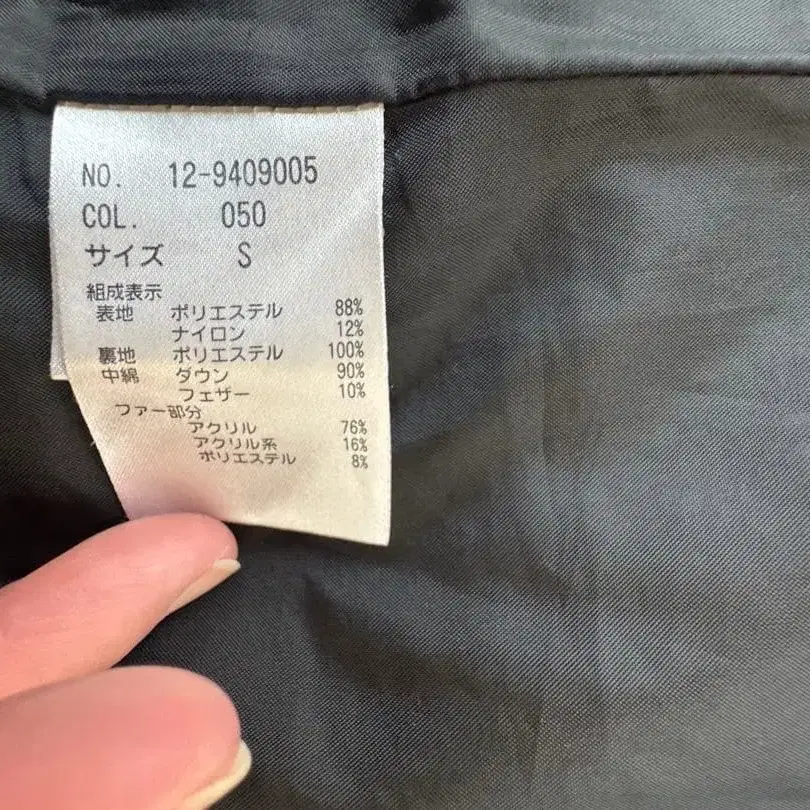 NO. 12-9409005
COL. 050
サイズ S
組成表示
表地 ポリエステル 88%
ナイロン 12%
裏地 ポリエステル 100%
中綿 ダウン 90%
フェザー 10%
ファー部分
アクリル 76%
アクリル系 16%
ポリエステル 8%